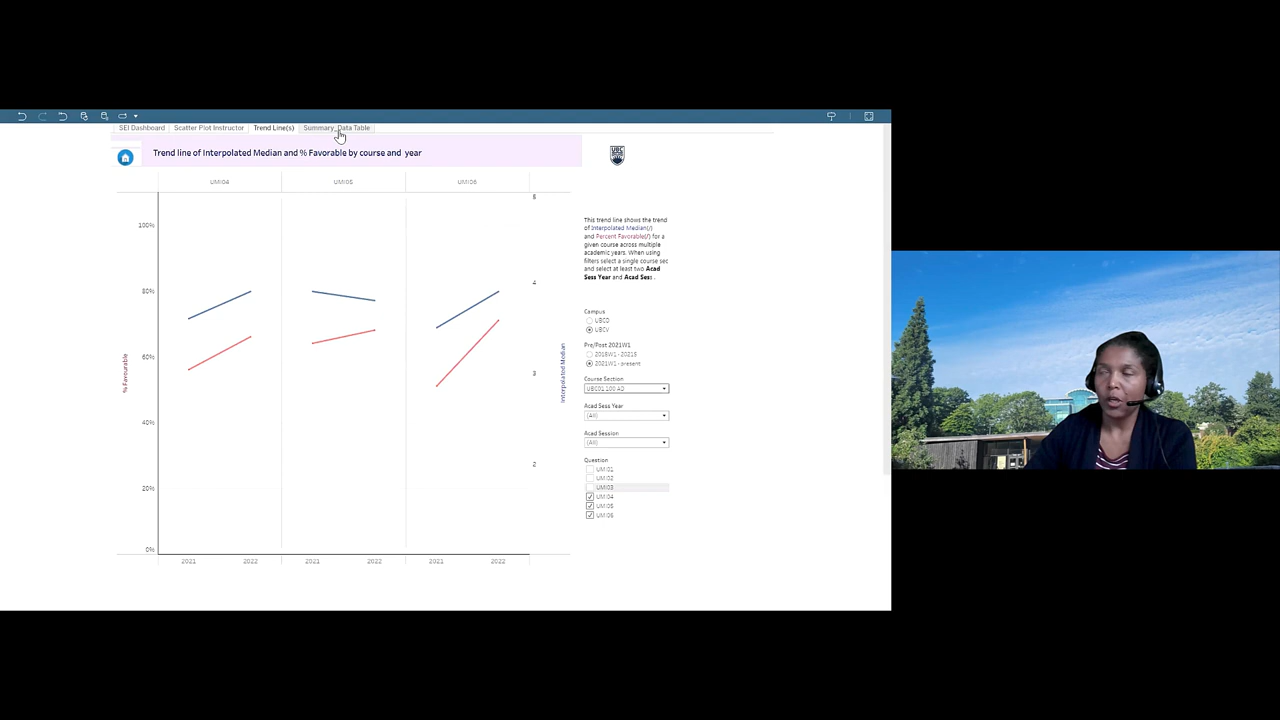 SEI Dashboard
Scatter Plot Instructor
Trend Line(s)
Summary_Data Table
Trend line of Interpolated Median and % Favorable by course and year
UBC
UMI04
UMI05
UMI06
100%
80%
60%
40%
20%
0%
% Favourable
5
4
3
2
Interpolated Median
2021
2022
2021
2022
2021
2022
This trend line shows the trend
of Interpolated Median(/)
and Percent Favorable(/) for a
given course across multiple
academic years. When using
filters select a single course sec
and select at least two Acad
Sess Year and Acad Ses: .
Campus
UBCO
UBCV
Pre/Post 2021W1
2021W1 - present
Course Section
Acad Sess Year
(All)
Acad Session
(All)
Question
UMI01
UMI02
UMI03
UMI04
UMI05
UMI06